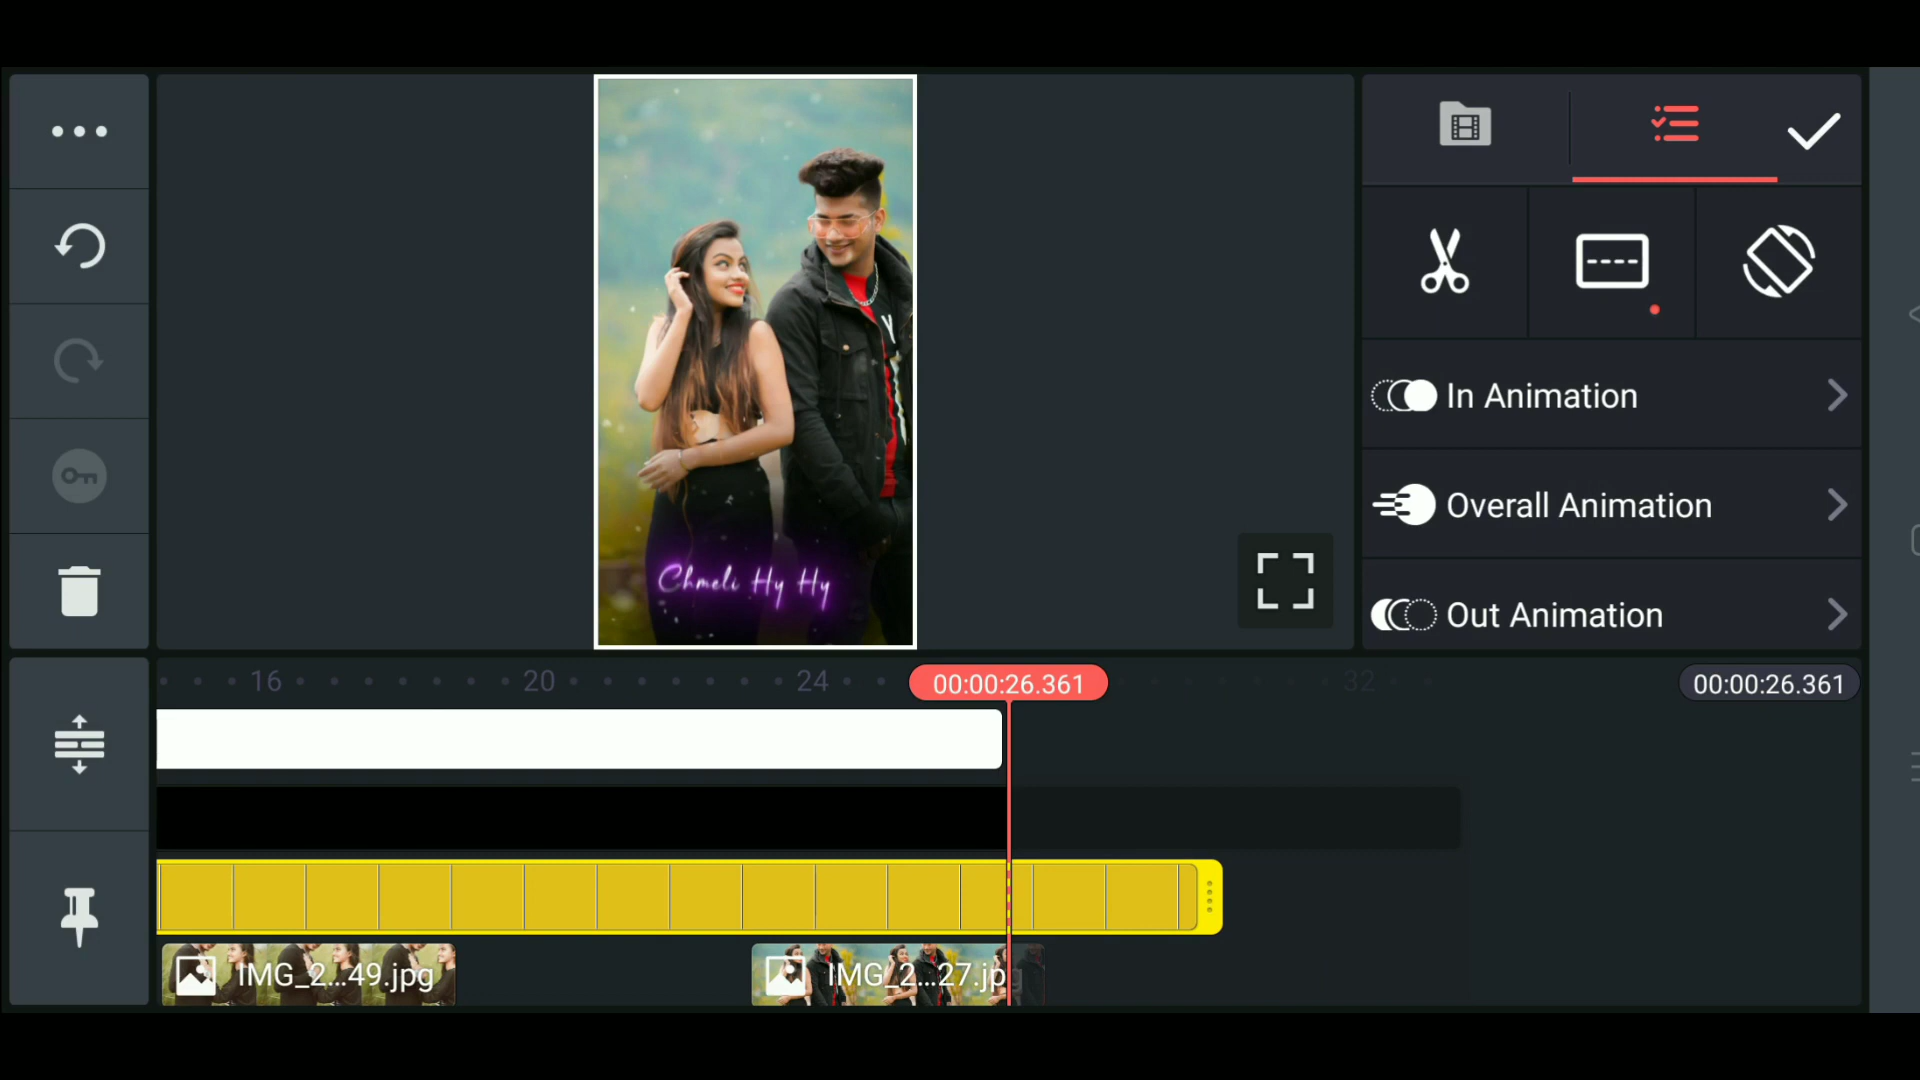 In Animation
Overall Animation
Chmeli Hy Hy
Out Animation
16
20
24
00:00:26.361
32
00:00:26.361
IMG_2...49.jpg
IMG_2...27.jpg